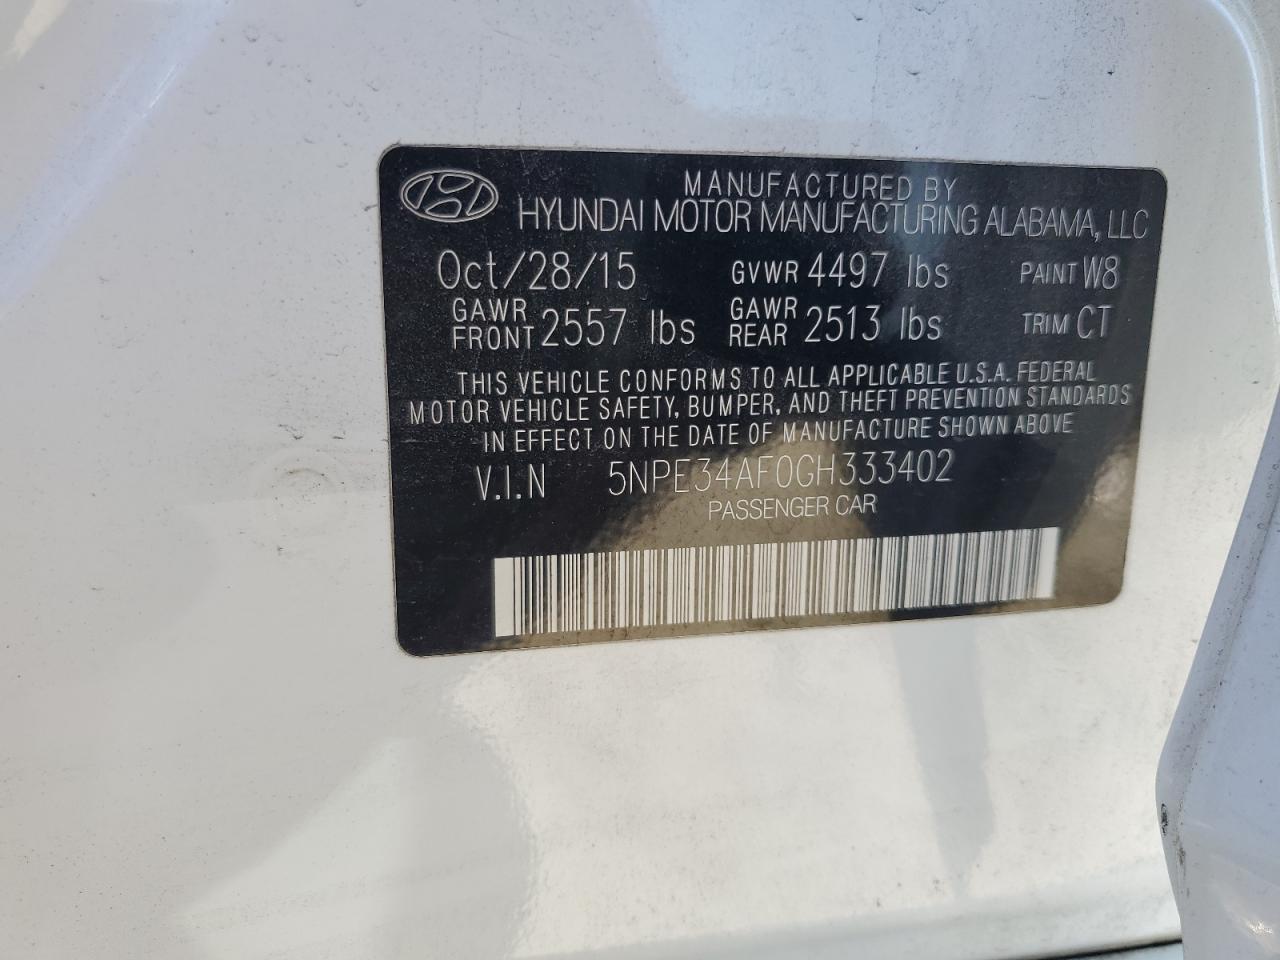 MANUFACTURED BY
HYUNDAI MOTOR MANUFACTURING ALABAMA, LLC
Oct/28/15 GVWR 4497 lbs PAINT W8
GAWR FRONT 2557 lbs GAWR REAR 2513 lbs TRIM CT
THIS VEHICLE CONFORMS TO ALL APPLICABLE U.S.A. FEDERAL
MOTOR VEHICLE SAFETY, BUMPER, AND THEFT PREVENTION STANDARDS
IN EFFECT ON THE DATE OF MANUFACTURE SHOWN ABOVE
V.I.N 5NPE34AF0GH333402
PASSENGER CAR